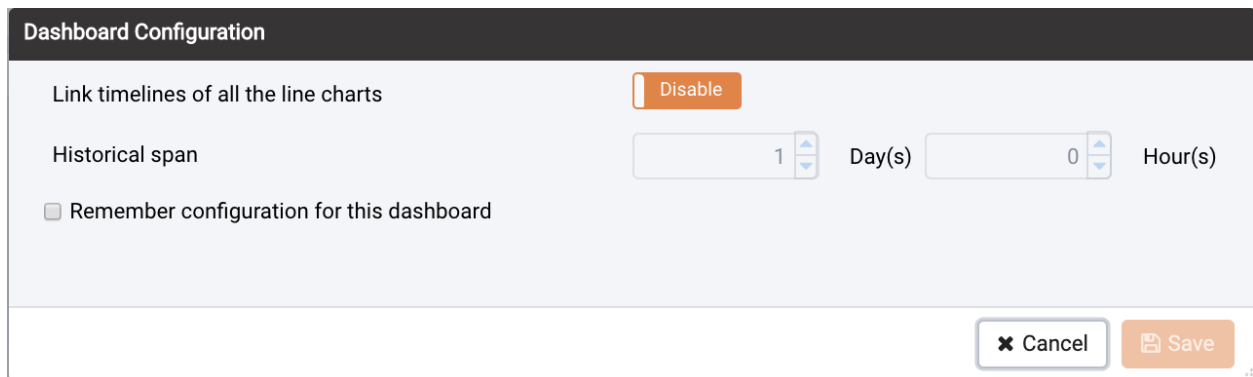 Dashboard Configuration
Link timelines of all the line charts Disable
Historical span 1 Day(s) 0 Hour(s)
Remember configuration for this dashboard
Cancel Save